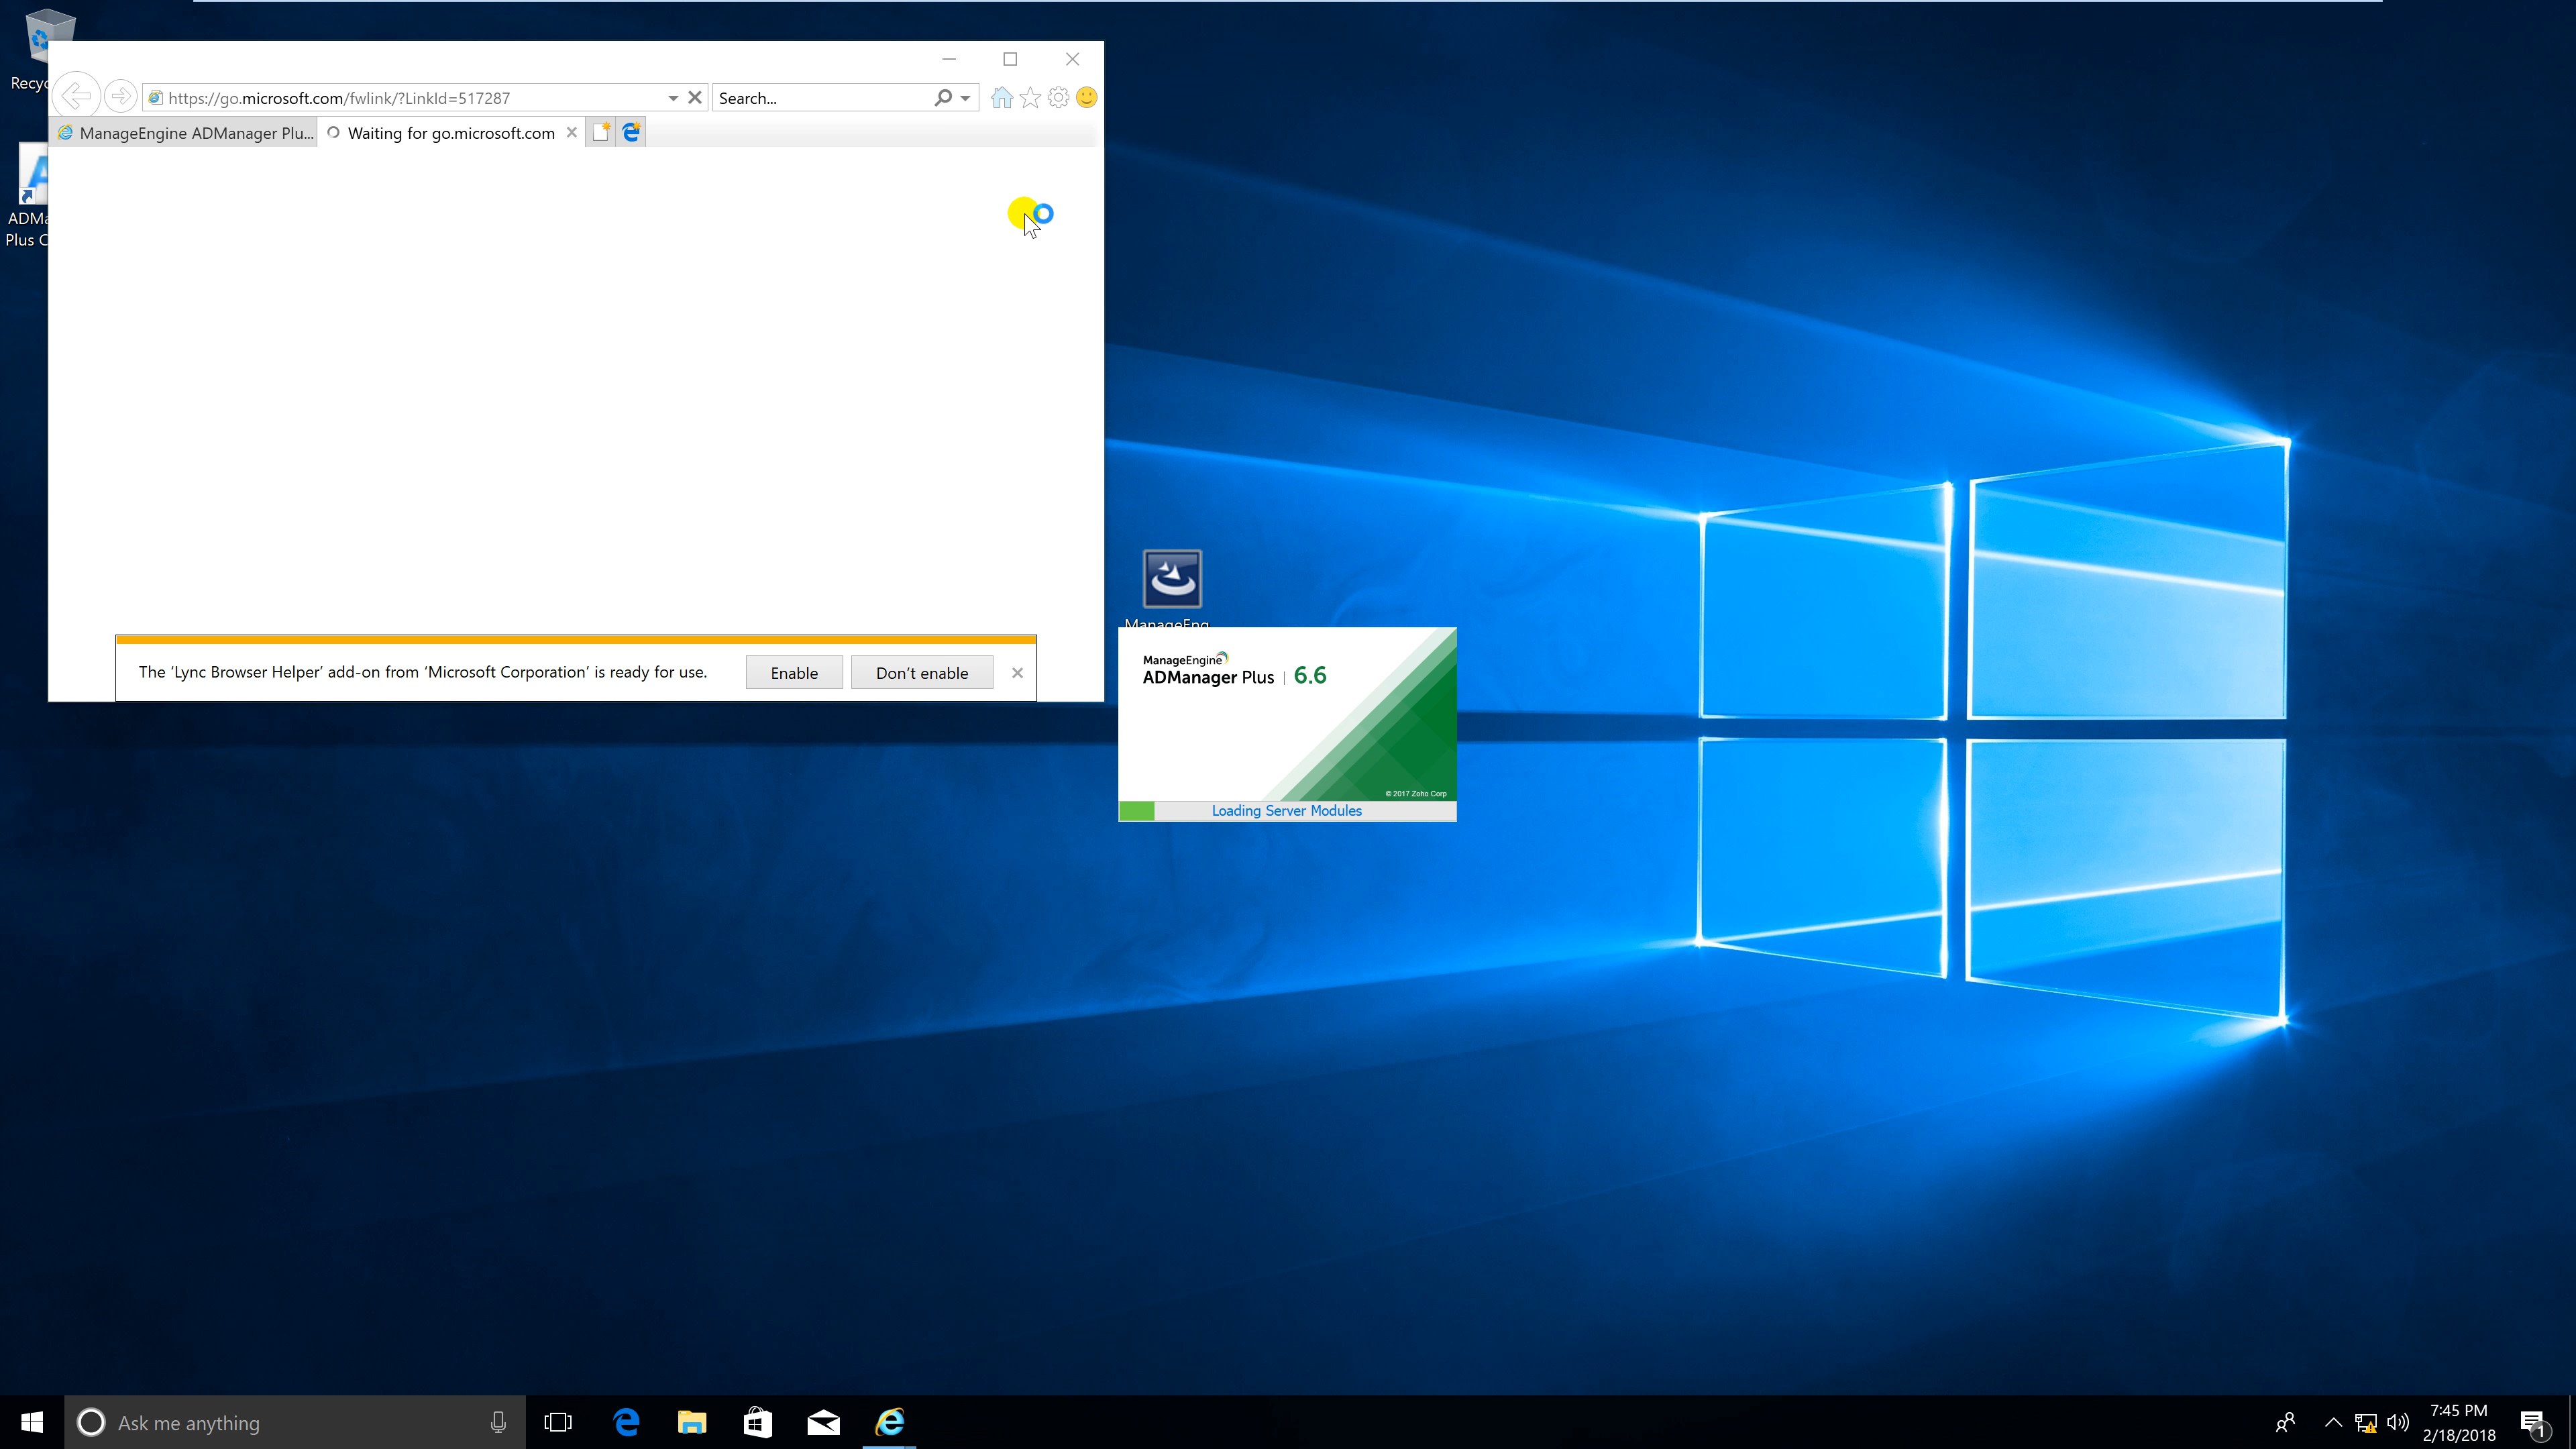 Recyc
https://go.microsoft.com/fwlink/?LinkId=517287
Search...
ManageEngine ADManager Plu...
Waiting for go.microsoft.com
ADMa
Plus C
ManageEng
The ‘Lync Browser Helper’ add-on from ‘Microsoft Corporation’ is ready for use.
Enable
Don’t enable
ManageEngine
ADManager Plus | 6.6
© 2017 Zoho Corp
Loading Server Modules
Ask me anything
7:45 PM
2/18/2018
1